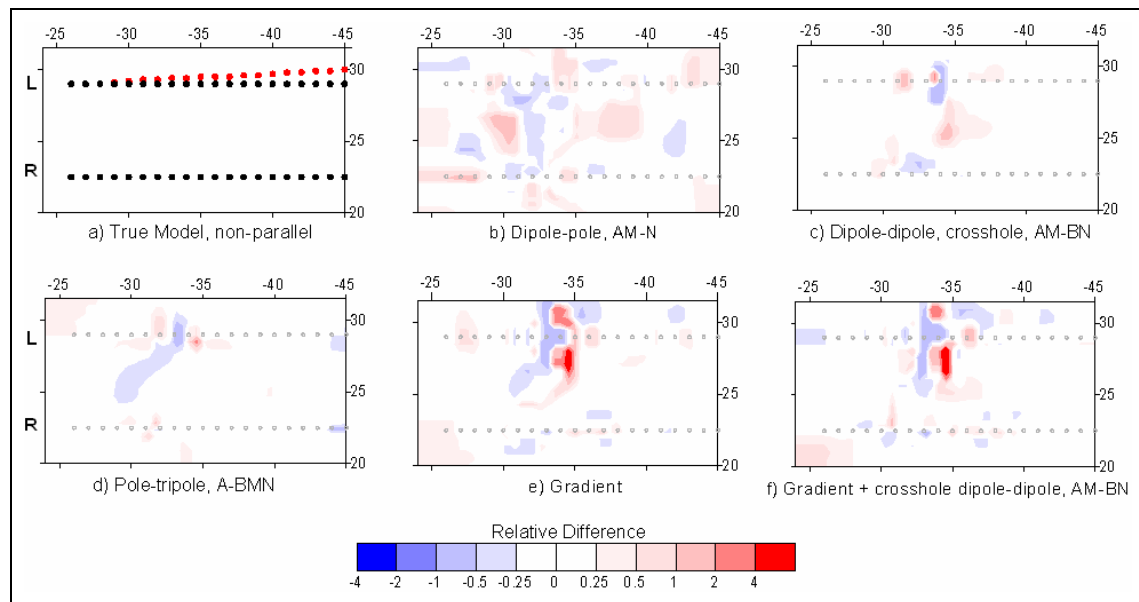 -25 -30 -35 -40 -45
-25 -30 -35 -40 -45
-25 -30 -35 -40 -45
L
R
30
25
20
30
25
20
30
25
20
a) True Model, non-parallel
b) Dipole-pole, AM-N
c) Dipole-dipole, crosshole, AM-BN
-25 -30 -35 -40 -45
-25 -30 -35 -40 -45
-25 -30 -35 -40 -45
L
R
30
25
20
30
25
20
30
25
20
d) Pole-tripole, A-BMN
e) Gradient
f) Gradient + crosshole dipole-dipole, AM-BN
Relative Difference
-4 -2 -1 -0.5 -0.25 0 0.25 0.5 1 2 4